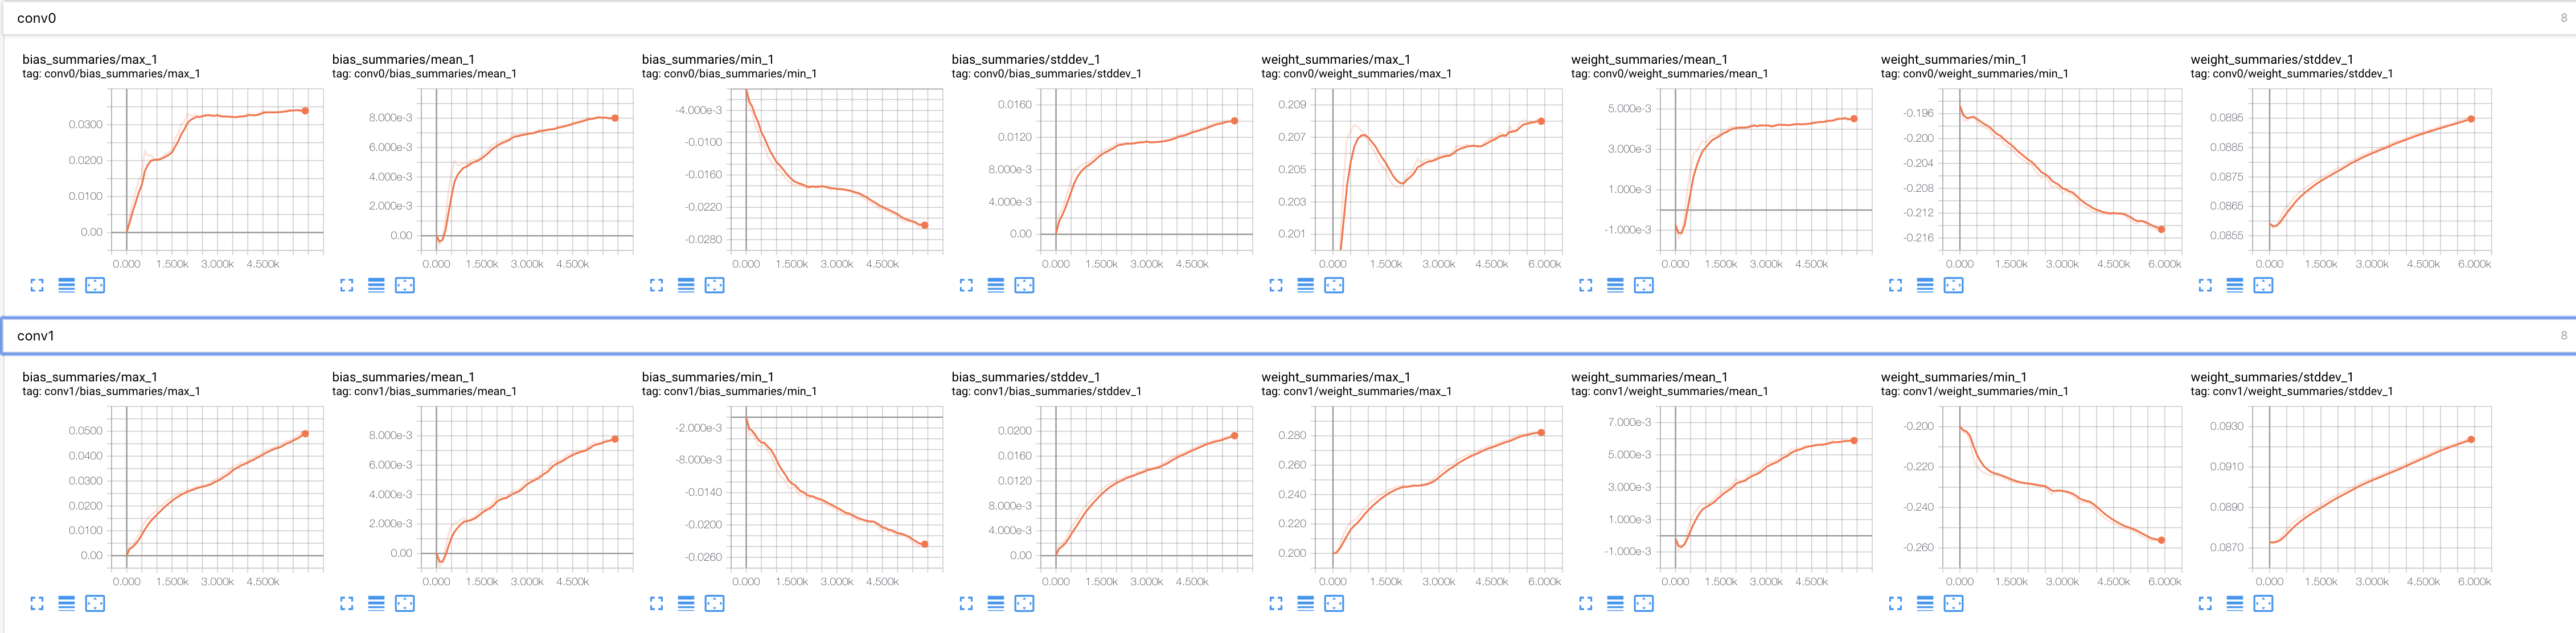 conv0 8
bias_summaries/max_1
tag: conv0/bias_summaries/max_1
0.0300
0.0200
0.0100
0.00
0.000 1.500k 3.000k 4.500k
bias_summaries/mean_1
tag: conv0/bias_summaries/mean_1
8.000e-3
6.000e-3
4.000e-3
2.000e-3
0.00
0.000 1.500k 3.000k 4.500k
bias_summaries/min_1
tag: conv0/bias_summaries/min_1
-4.000e-3
-0.0100
-0.0160
-0.0220
-0.0280
0.000 1.500k 3.000k 4.500k
bias_summaries/stddev_1
tag: conv0/bias_summaries/stddev_1
0.0160
0.0120
8.000e-3
4.000e-3
0.00
0.000 1.500k 3.000k 4.500k
weight_summaries/max_1
tag: conv0/weight_summaries/max_1
0.209
0.207
0.205
0.203
0.201
0.000 1.500k 3.000k 4.500k 6.000k
weight_summaries/mean_1
tag: conv0/weight_summaries/mean_1
5.000e-3
3.000e-3
1.000e-3
-1.000e-3
0.000 1.500k 3.000k 4.500k
weight_summaries/min_1
tag: conv0/weight_summaries/min_1
-0.196
-0.200
-0.204
-0.208
-0.212
-0.216
0.000 1.500k 3.000k 4.500k 6.000k
weight_summaries/stddev_1
tag: conv0/weight_summaries/stddev_1
0.0895
0.0885
0.0875
0.0865
0.0855
0.000 1.500k 3.000k 4.500k 6.000k
conv1 8
bias_summaries/max_1
tag: conv1/bias_summaries/max_1
0.0500
0.0400
0.0300
0.0200
0.0100
0.00
0.000 1.500k 3.000k 4.500k
bias_summaries/mean_1
tag: conv1/bias_summaries/mean_1
8.000e-3
6.000e-3
4.000e-3
2.000e-3
0.00
0.000 1.500k 3.000k 4.500k
bias_summaries/min_1
tag: conv1/bias_summaries/min_1
-2.000e-3
-8.000e-3
-0.0140
-0.0200
-0.0260
0.000 1.500k 3.000k 4.500k
bias_summaries/stddev_1
tag: conv1/bias_summaries/stddev_1
0.0200
0.0160
0.0120
8.000e-3
4.000e-3
0.00
0.000 1.500k 3.000k 4.500k
weight_summaries/max_1
tag: conv1/weight_summaries/max_1
0.280
0.260
0.240
0.220
0.200
0.000 1.500k 3.000k 4.500k 6.000k
weight_summaries/mean_1
tag: conv1/weight_summaries/mean_1
7.000e-3
5.000e-3
3.000e-3
1.000e-3
-1.000e-3
0.000 1.500k 3.000k 4.500k
weight_summaries/min_1
tag: conv1/weight_summaries/min_1
-0.200
-0.220
-0.240
-0.260
0.000 1.500k 3.000k 4.500k 6.000k
weight_summaries/stddev_1
tag: conv1/weight_summaries/stddev_1
0.0930
0.0910
0.0890
0.0870
0.000 1.500k 3.000k 4.500k 6.000k